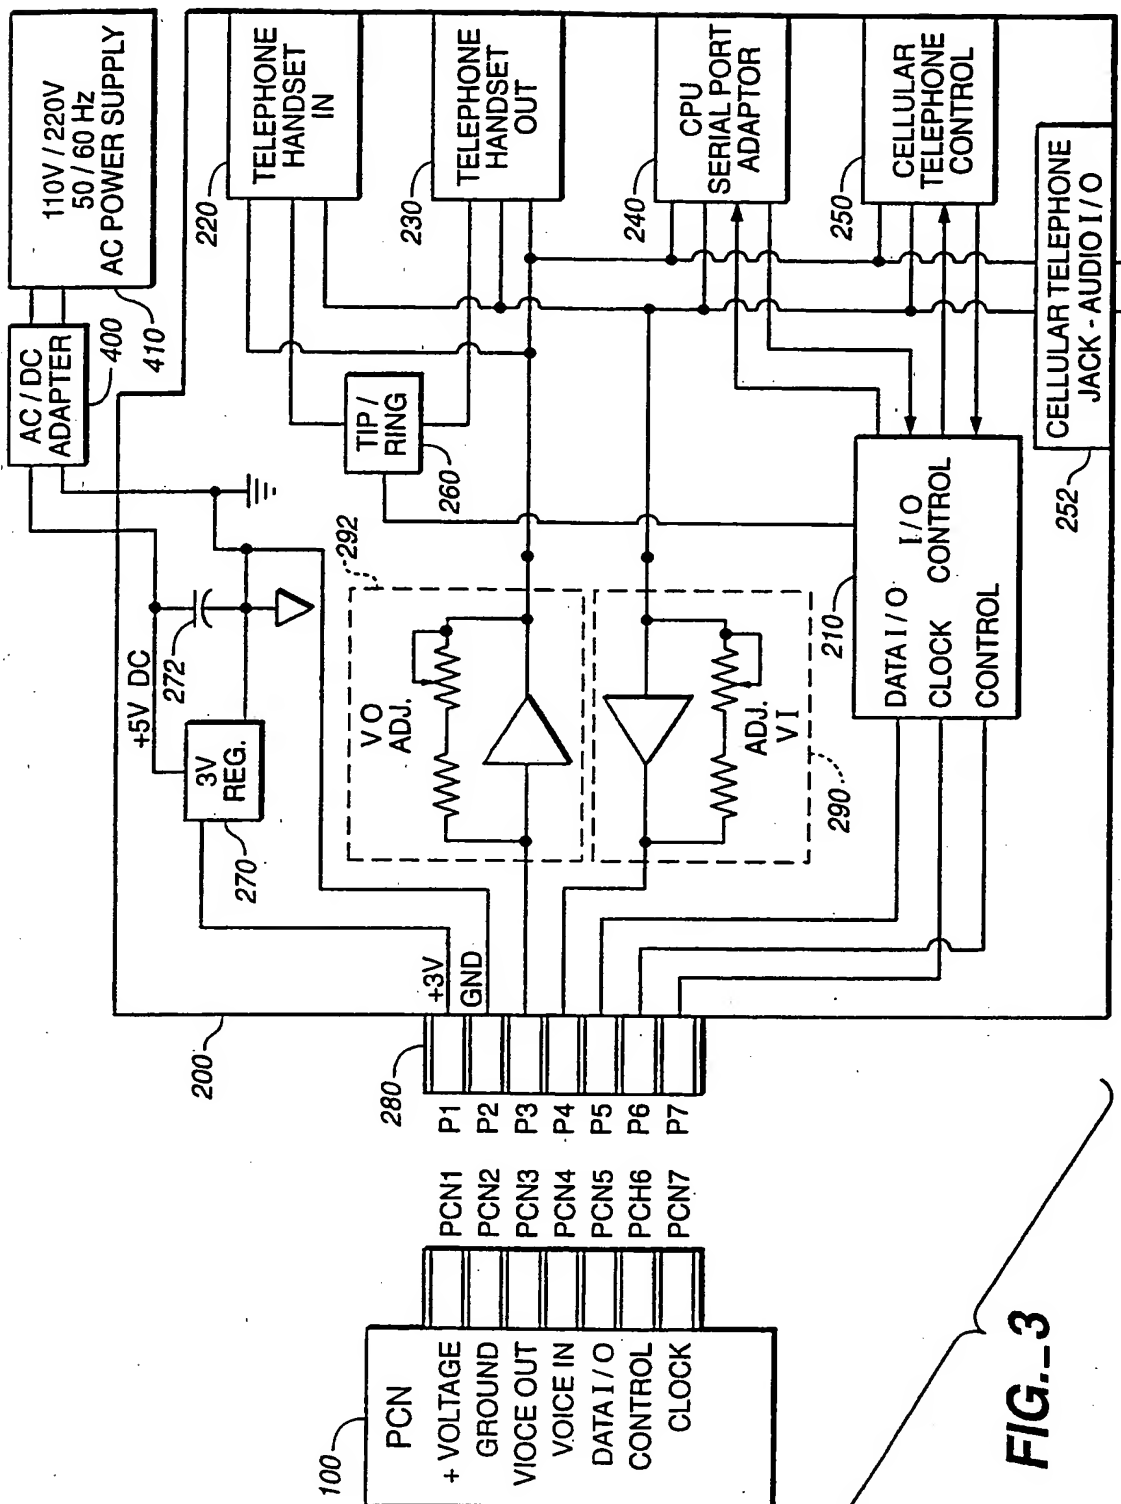 110V / 220V
50 / 60 Hz
AC POWER SUPPLY
410
AC / DC
ADAPTER
400
TELEPHONE
HANDSET
IN
220
TELEPHONE
HANDSET
OUT
230
CPU
SERIAL PORT
ADAPTOR
240
CELLULAR
TELEPHONE
CONTROL
250
CELLULAR TELEPHONE
JACK - AUDIO I / O
252
TIP /
RING
260
+5V DC
272
3V
REG.
270
292
V O
ADJ.
ADJ.
V I
290
210
DATA I / O
CLOCK
CONTROL
I / O
CONTROL
200
+3V
GND
280
P1
P2
P3
P4
P5
P6
P7
PCN1
PCN2
PCN3
PCN4
PCN5
PCH6
PCN7
100
PCN
+ VOLTAGE
GROUND
VIOCE OUT
VOICE IN
DATA I / O
CONTROL
CLOCK
FIG._3